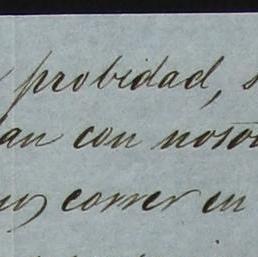 probidad, s
an con nosot
correr en